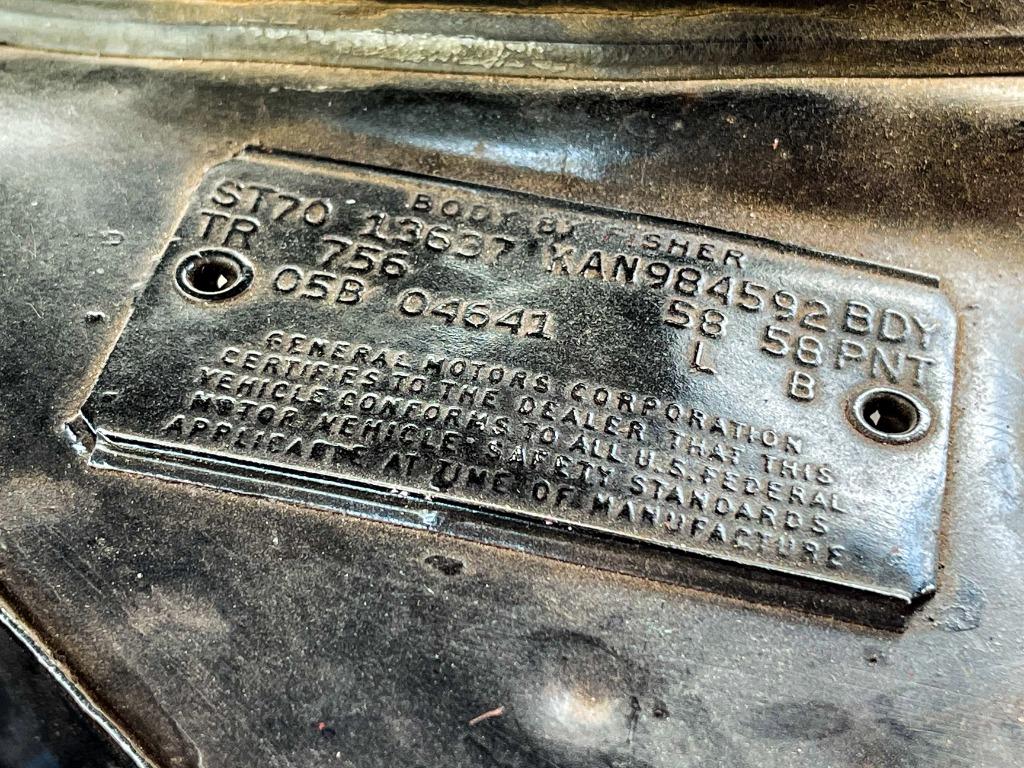 BODY BY FISHER
ST70 13637 KAN984592 BDY
TR 756 58 58 PNT
05B 04641 L B
GENERAL MOTORS CORPORATION
CERTIFIES TO THE DEALER THAT THIS
VEHICLE CONFORMS TO ALL U.S. FEDERAL
MOTOR VEHICLE SAFETY STANDARDS
APPLICABLE AT TIME OF MANUFACTURE